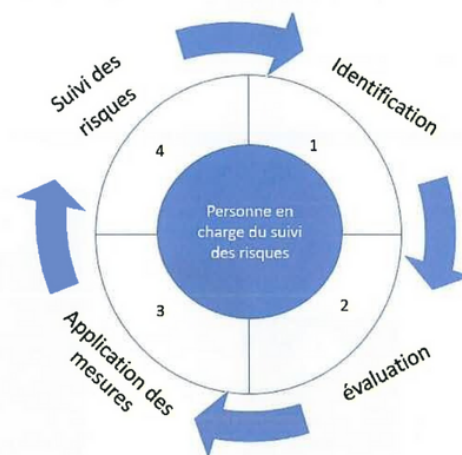 Identification
1
évaluation
2
Application des
mesures
3
Suivi des
risques
4
Personne en
charge du suivi
des risques